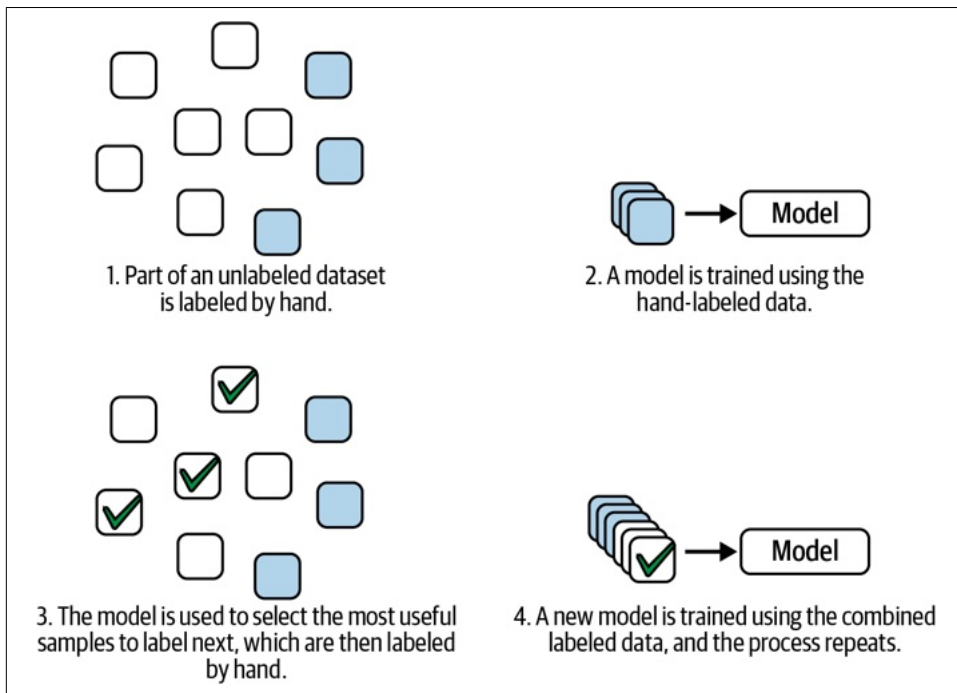 1. Part of an unlabeled dataset
is labeled by hand.
Model
2. A model is trained using the
hand-labeled data.
3. The model is used to select the most useful
samples to label next, which are then labeled
by hand.
Model
4. A new model is trained using the combined
labeled data, and the process repeats.